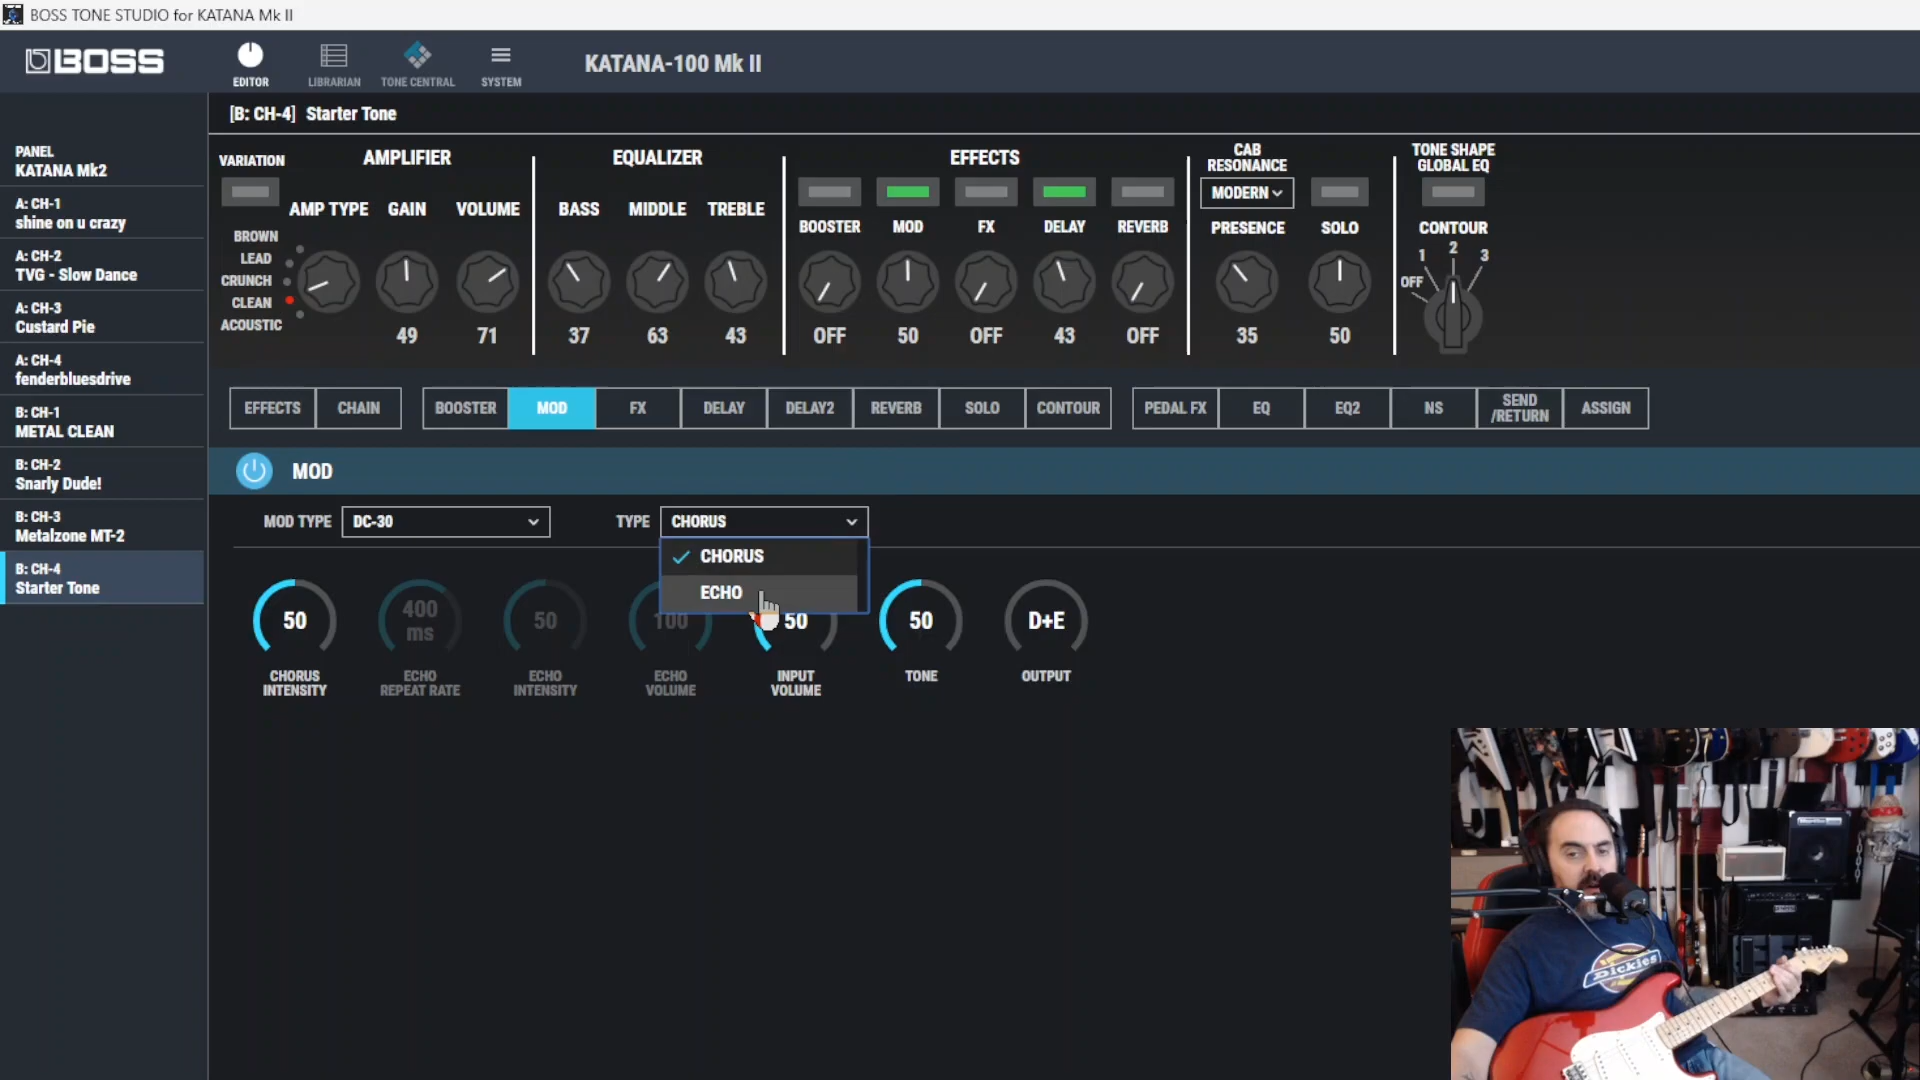 BOSS TONE STUDIO for KATANA Mk II
BOSS
EDITOR
LIBRARIAN
TONE CENTRAL
SYSTEM
KATANA-100 Mk II
[B: CH-4] Starter Tone
PANEL
KATANA Mk2
A: CH-1
shine on u crazy
A: CH-2
TVG - Slow Dance
A: CH-3
Custard Pie
A: CH-4
fenderbluesdrive
B: CH-1
METAL CLEAN
B: CH-2
Snarly Dude!
B: CH-3
Metalzone MT-2
B: CH-4
Starter Tone
VARIATION
AMPLIFIER
AMP TYPE
GAIN
VOLUME
BROWN
LEAD
CRUNCH
CLEAN
ACOUSTIC
49
71
EQUALIZER
BASS
MIDDLE
TREBLE
37
63
43
EFFECTS
BOOSTER
MOD
FX
DELAY
REVERB
OFF
50
OFF
43
OFF
CAB
RESONANCE
MODERN
PRESENCE
SOLO
35
50
TONE SHAPE
GLOBAL EQ
CONTOUR
1
2
3
OFF
EFFECTS
CHAIN
BOOSTER
MOD
FX
DELAY
DELAY2
REVERB
SOLO
CONTOUR
PEDAL FX
EQ
EQ2
NS
SEND
/RETURN
ASSIGN
MOD
MOD TYPE
DC-30
TYPE
CHORUS
CHORUS
ECHO
50
CHORUS
INTENSITY
400
ms
ECHO
REPEAT RATE
50
ECHO
INTENSITY
100
ECHO
VOLUME
50
INPUT
VOLUME
50
TONE
D+E
OUTPUT
Dickies